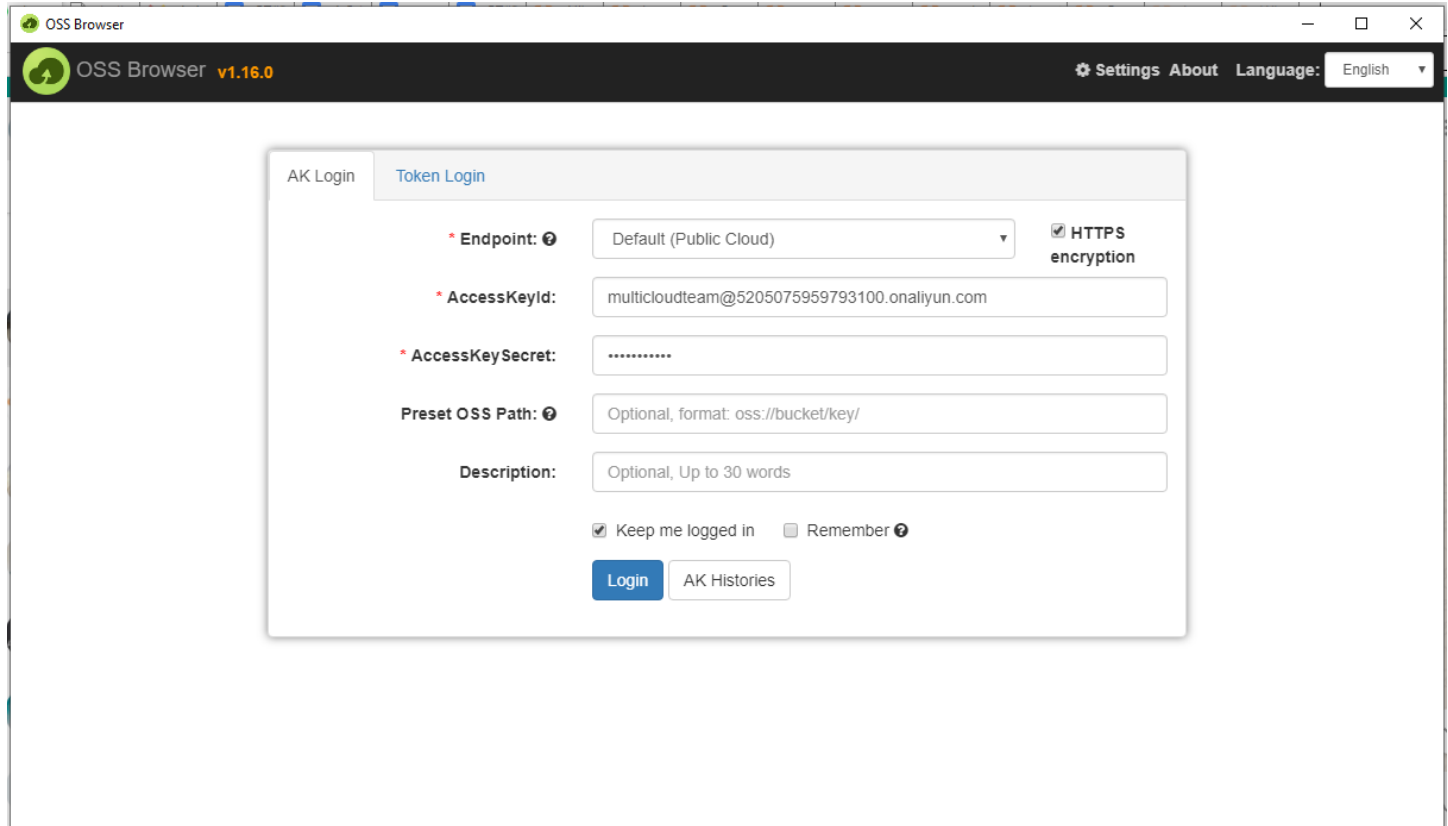 OSS Browser
OSS Browser v1.16.0 Settings About Language: English
AK Login Token Login
* Endpoint: Default (Public Cloud) HTTPS encryption
* AccessKeyId: multicloudteam@5205075959793100.onaliyun.com
* AccessKeySecret: •••••••••••
Preset OSS Path: Optional, format: oss://bucket/key/
Description: Optional, Up to 30 words
Keep me logged in Remember
Login AK Histories